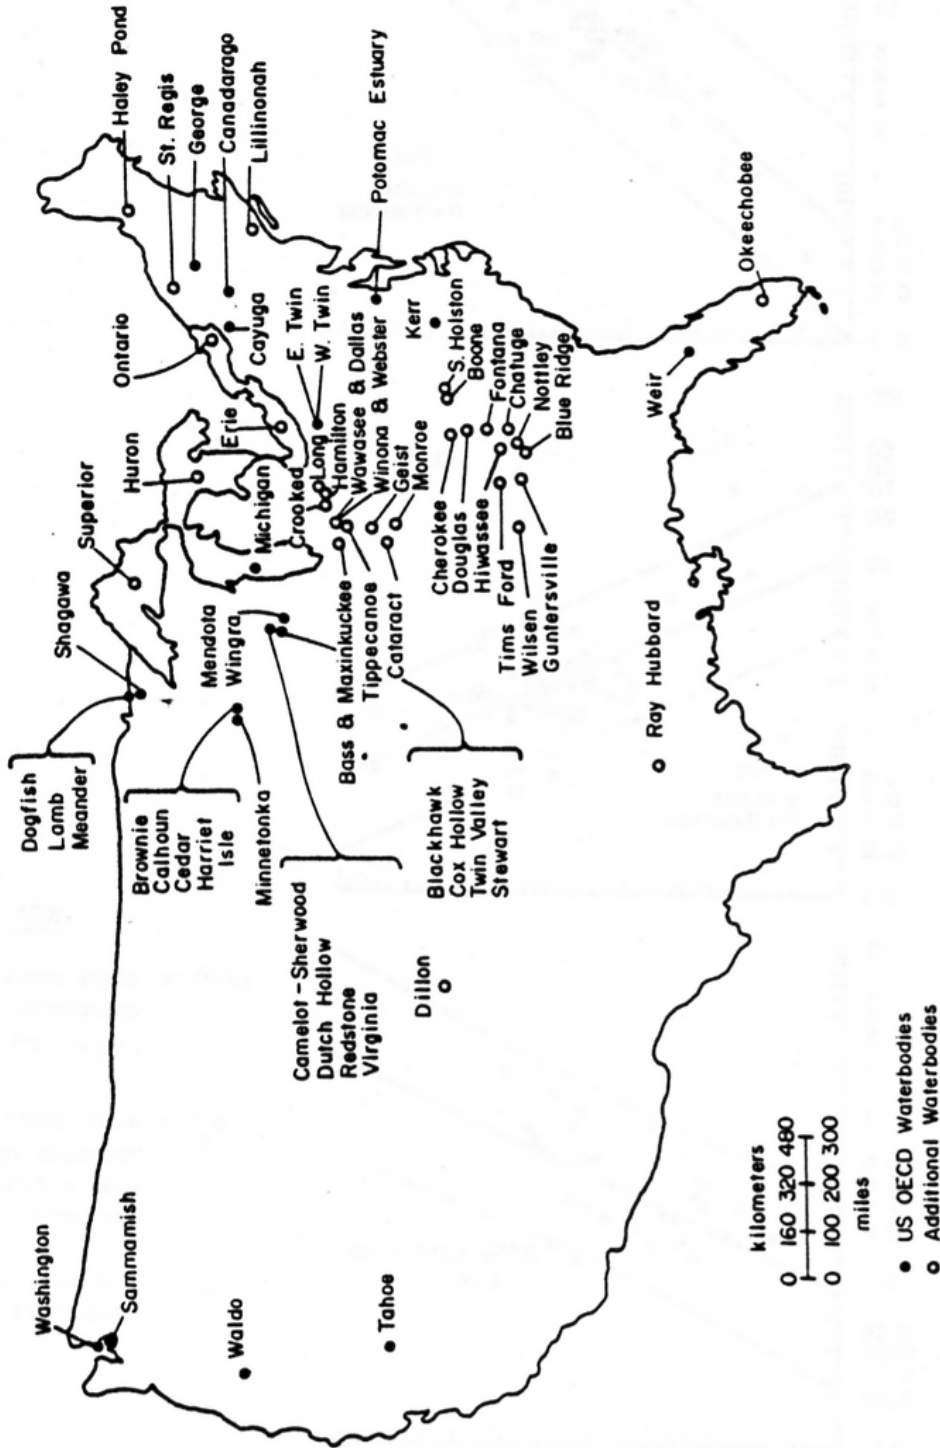 Washington
Sammamish
Waldo
Tahoe
Dogfish
Lamb
Meander
Shagawa
Superior
Brownie
Calhoun
Cedar
Harriet
Isle
Minnetonka
Mendota
Wingra
Camelot-Sherwood
Dutch Hollow
Redstone
Virginia
Dillon
Blackhawk
Cox Hollow
Twin Valley
Stewart
Huron
Michigan
Ontario
Erie
Cayuga
Haley Pond
St. Regis
George
Canadarago
Lillinonah
E. Twin
W. Twin
Crooked
Long
Hamilton
Wawasee & Dallas
Winona & Webster
Geist
Monroe
Bass & Maxinkuckee
Tippecanoe
Cataract
Potomac Estuary
Kerr
S. Holston
Boone
Cherokee
Douglas
Hiwassee
Fontana
Chatuge
Nottley
Blue Ridge
Tims Ford
Wilsen
Guntersville
Ray Hubbard
Weir
Okeechobee
kilometers
0 160 320 480
0 100 200 300
miles
● US OECD Waterbodies
○ Additional Waterbodies